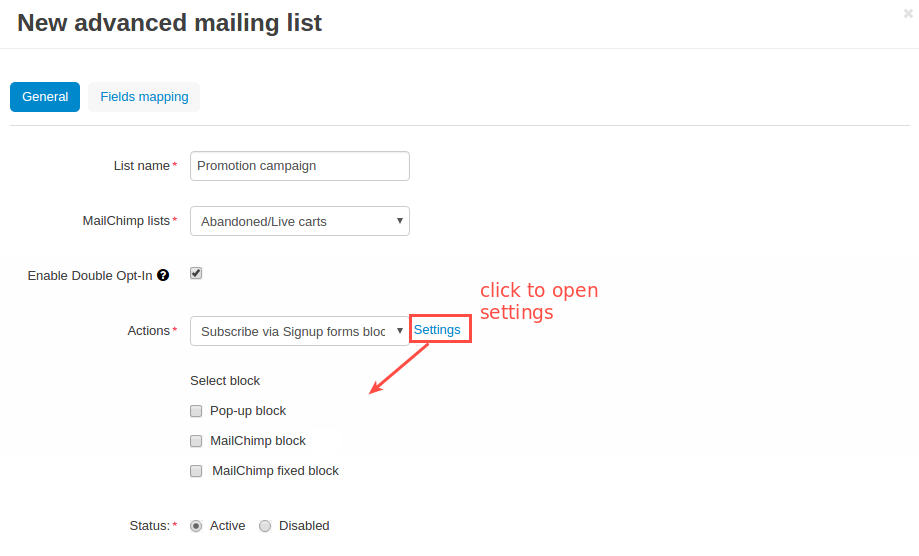 New advanced mailing list
General Fields mapping
List name* Promotion campaign
MailChimp lists* Abandoned/Live carts
Enable Double Opt-In ?
click to open
settings
Actions* Subscribe via Signup forms bloc Settings
Select block
Pop-up block
MailChimp block
MailChimp fixed block
Status:* Active Disabled